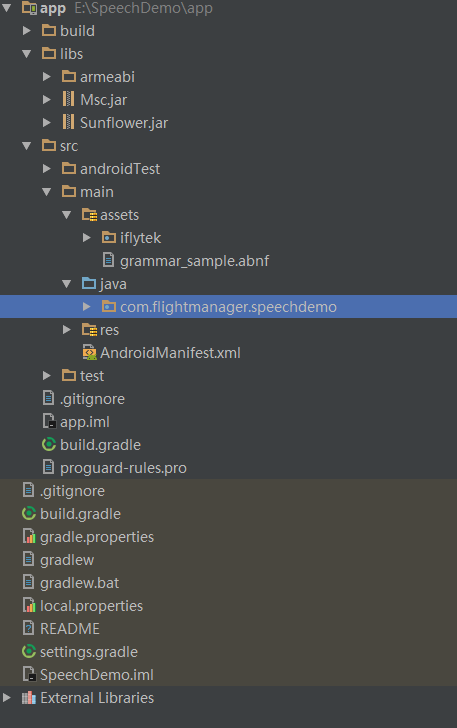 app E:\SpeechDemo\app
build
libs
armeabi
Msc.jar
Sunflower.jar
src
androidTest
main
assets
iflytek
grammar_sample.abnf
java
com.flightmanager.speechdemo
res
AndroidManifest.xml
test
.gitignore
app.iml
build.gradle
proguard-rules.pro
.gitignore
build.gradle
gradle.properties
gradlew
gradlew.bat
local.properties
README
settings.gradle
SpeechDemo.iml
External Libraries